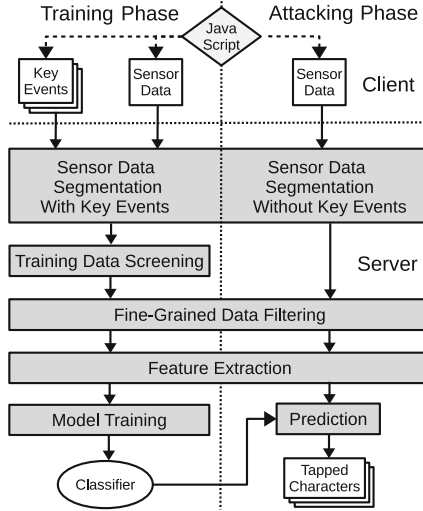 Training Phase
Attacking Phase
Java
Script
Key
Events
Sensor
Data
Sensor
Data
Client
Sensor Data
Segmentation
With Key Events
Sensor Data
Segmentation
Without Key Events
Training Data Screening
Server
Fine-Grained Data Filtering
Feature Extraction
Model Training
Prediction
Classifier
Tapped
Characters